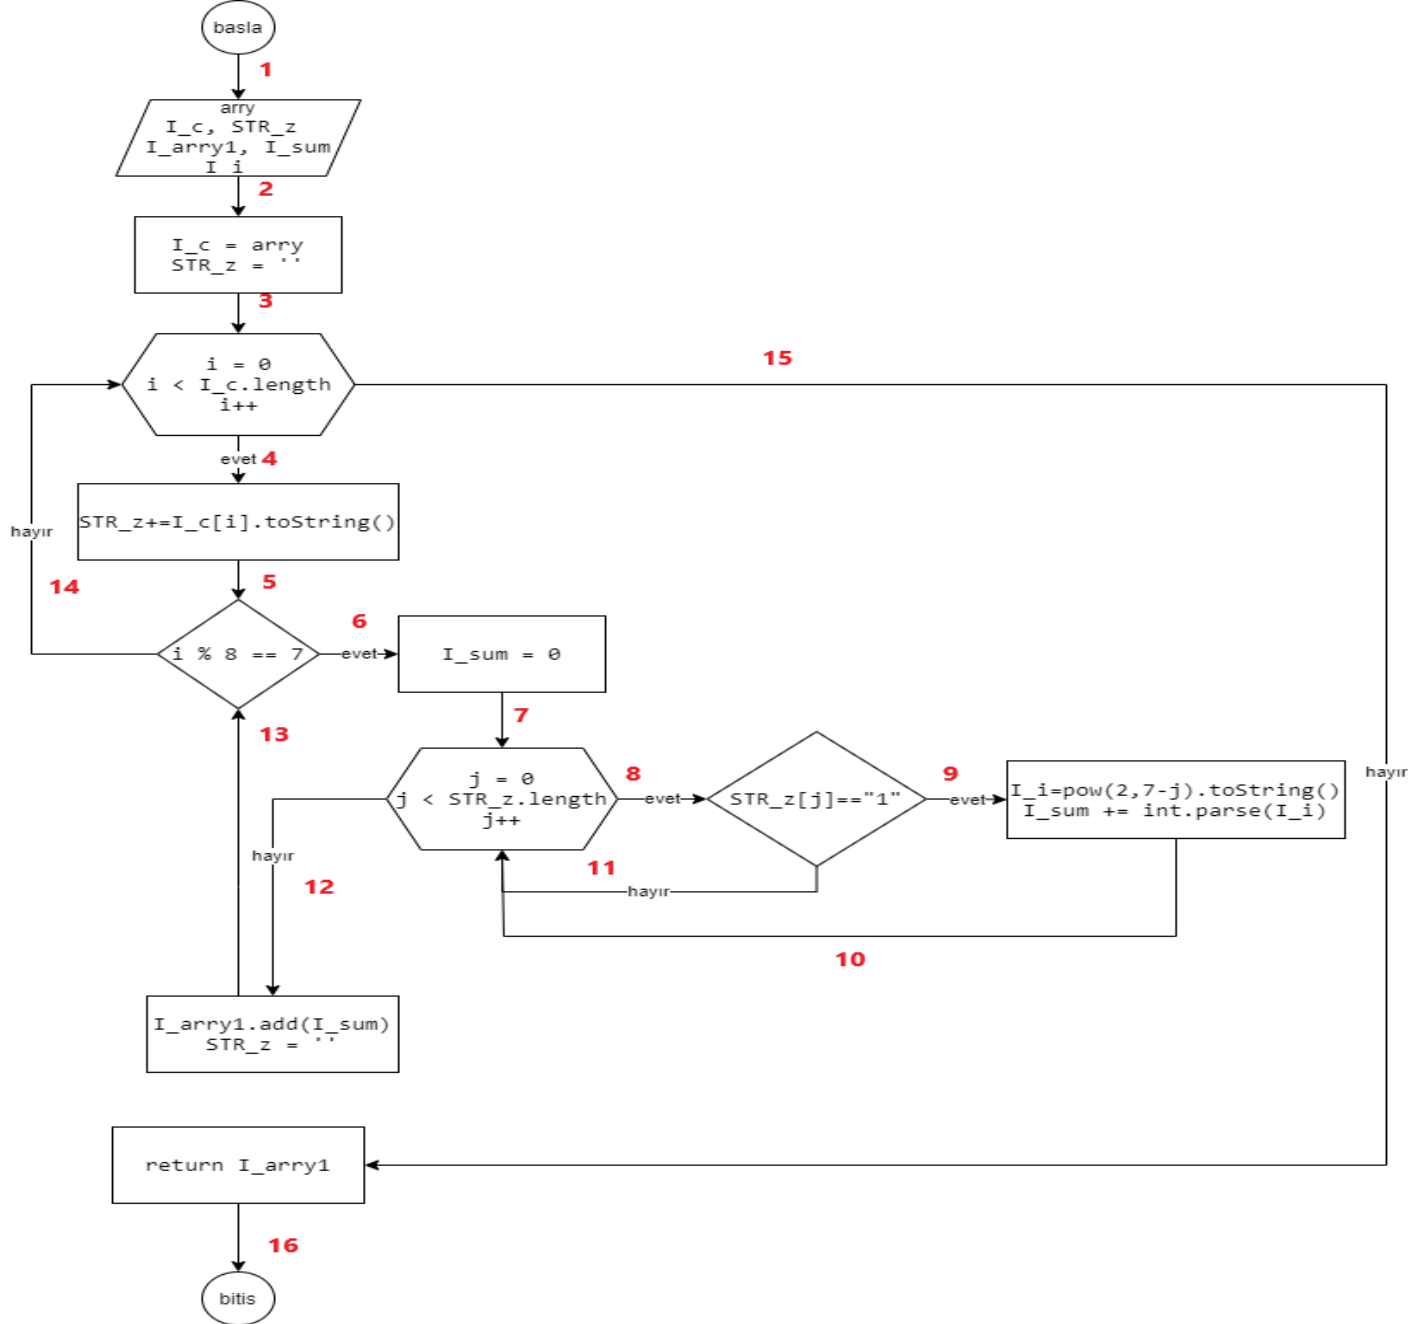 basla
1
arry
I_c, STR_z
I_arry1, I_sum
I_i
2
I_c = arry
STR_z = ''
3
i = 0
i < I_c.length
i++
15
evet 4
STR_z+=I_c[i].toString()
hayır
14
5
6
i % 8 == 7
evet
I_sum = 0
7
13
j = 0
j < STR_z.length
j++
8
evet
STR_z[j]=="1"
9
evet
I_i=pow(2,7-j).toString()
I_sum += int.parse(I_i)
hayır
hayır
12
11
hayır
10
I_arry1.add(I_sum)
STR_z = ''
return I_arry1
16
bitis